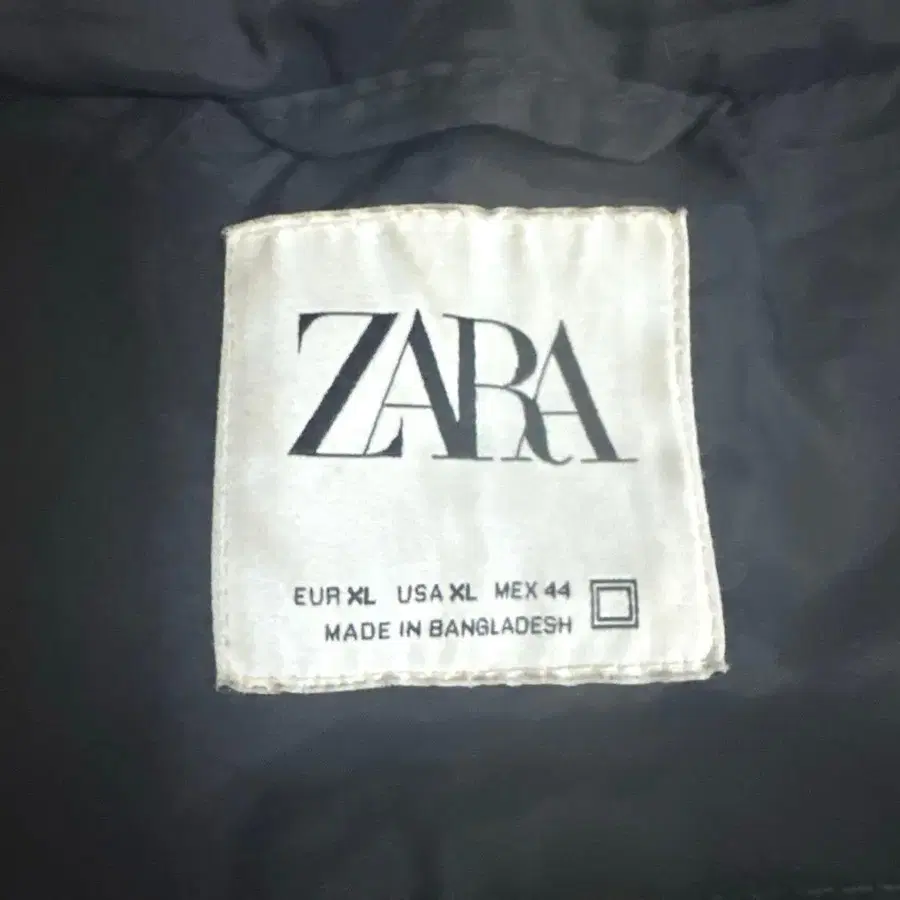 ZARA
EUR XL USA XL MEX 44
MADE IN BANGLADESH